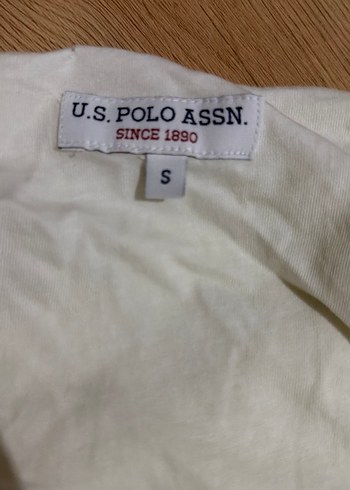 U.S. POLO ASSN.
SINCE 1890
S